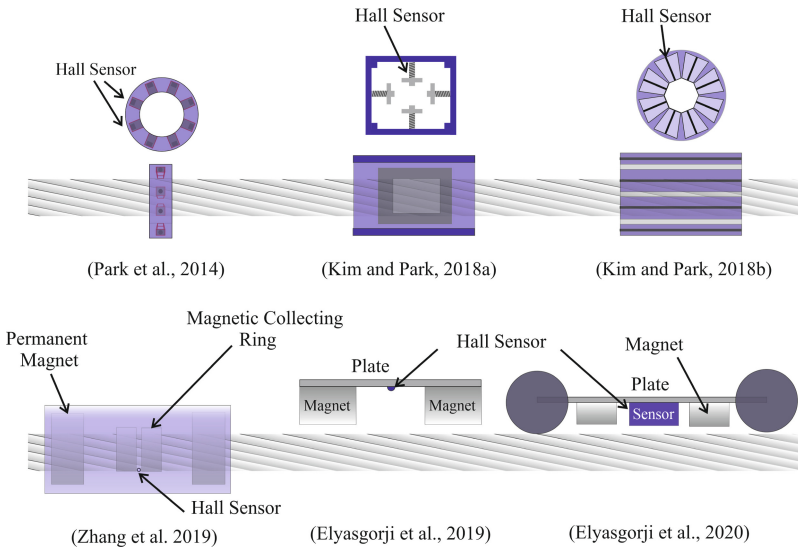 Hall Sensor
Hall Sensor
Hall Sensor
(Park et al., 2014)
(Kim and Park, 2018a)
(Kim and Park, 2018b)
Permanent
Magnet
Magnetic Collecting
Ring
Hall Sensor
Magnet
Plate
Plate
Magnet
Magnet
Sensor
Hall Sensor
(Zhang et al. 2019)
(Elyasgorji et al., 2019)
(Elyasgorji et al., 2020)